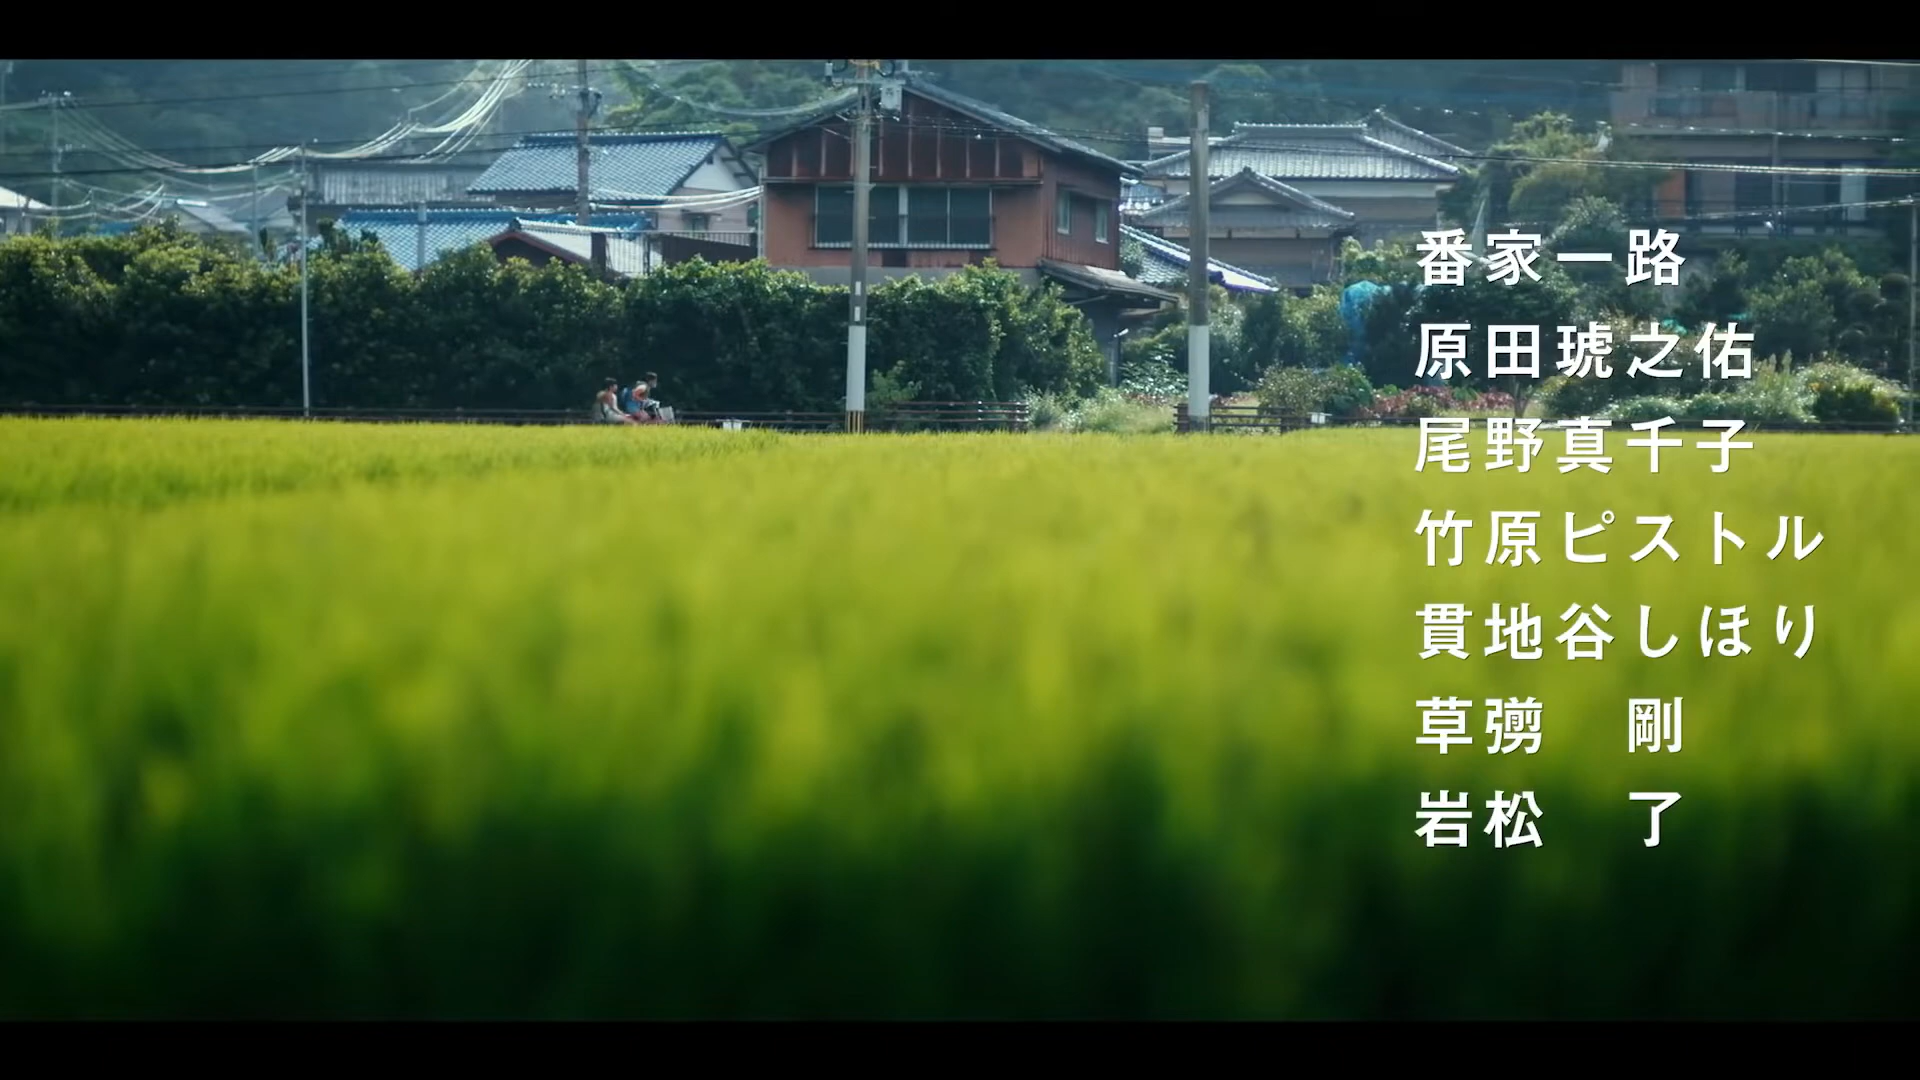 番家一路
原田琥之佑
尾野真千子
竹原ピストル
貫地谷しほり
草彅　剛
岩松　了